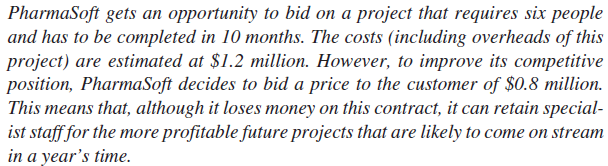 PharmaSoft gets an opportunity to bid on a project that requires six people
and has to be completed in 10 months. The costs (including overheads of this
project) are estimated at $1.2 million. However, to improve its competitive
position, PharmaSoft decides to bid a price to the customer of $0.8 million.
This means that, although it loses money on this contract, it can retain special-
ist staff for the more profitable future projects that are likely to come on stream
in a year's time.